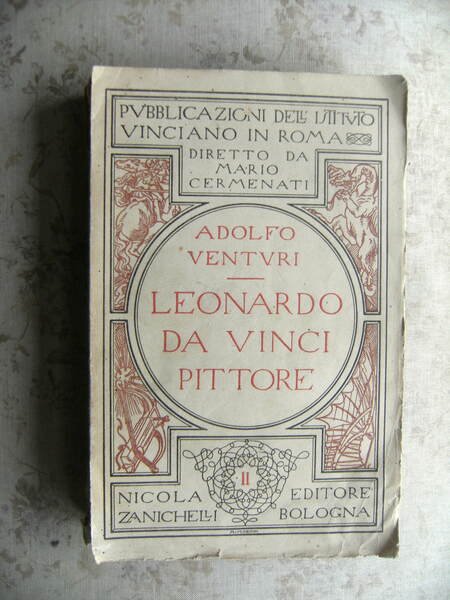 PVBBLICAZIONI DELL' ISTITVTO
VINCIANO IN ROMA
DIRETTO DA
MARIO
CERMENATI
ADOLFO
VENTVRI
LEONARDO
DA VINCI
PITTORE
II
NICOLA EDITORE
ZANICHELLI BOLOGNA